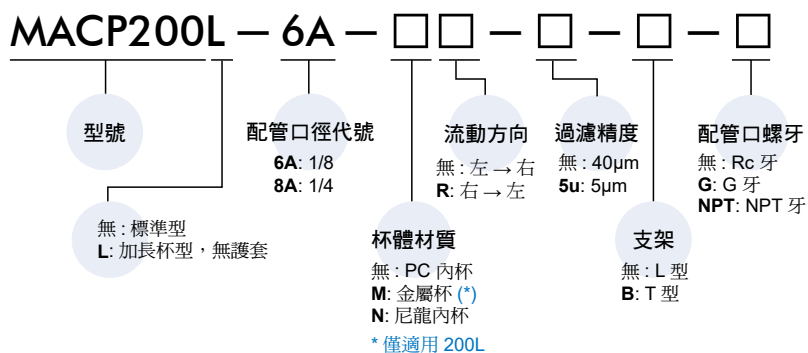 MACP200L － 6A － □□ － □ － □ － □
型號
無 : 標準型
L: 加長杯型，無護套
配管口徑代號
6A: 1/8
8A: 1/4
杯體材質
無 : PC 內杯
M: 金屬杯 (*)
N: 尼龍內杯
* 僅適用 200L
流動方向
無 : 左 → 右
R: 右 → 左
過濾精度
無 : 40μm
5u: 5μm
支架
無 : L 型
B: T 型
配管口螺牙
無 : Rc 牙
G: G 牙
NPT: NPT 牙